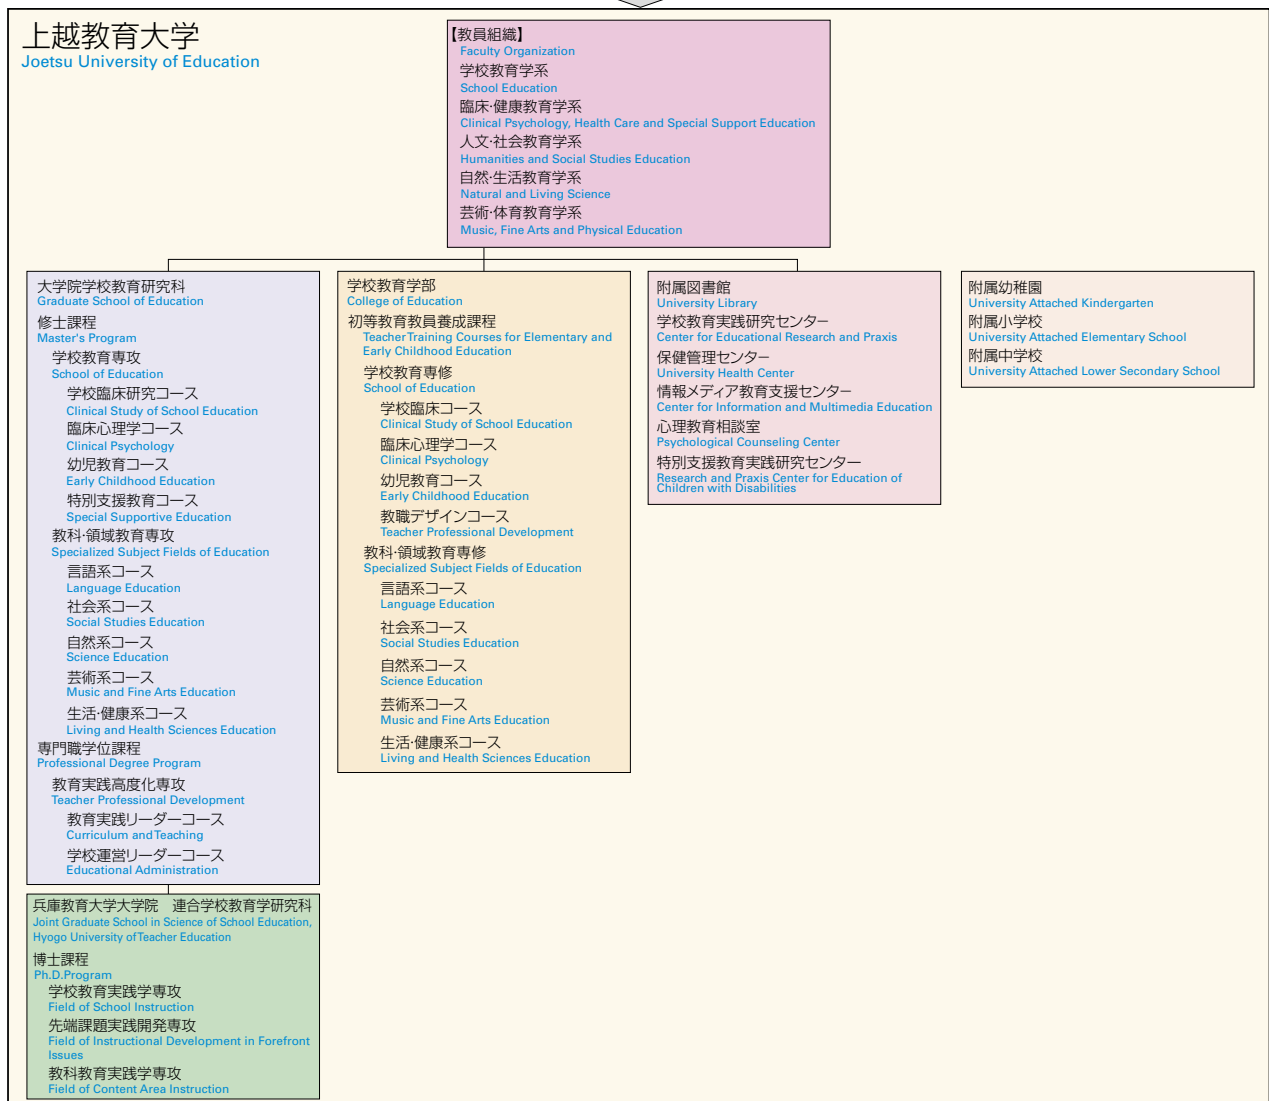 上越教育大学
Joetsu University of Education
【教員組織】
Faculty Organization
学校教育学系
School Education
臨床·健康教育学系
Clinical Psychology, Health Care and Special Support Education
人文·社会教育学系
Humanities and Social Studies Education
自然·生活教育学系
Natural and Living Science
芸術·体育教育学系
Music, Fine Arts and Physical Education
大学院学校教育研究科
Graduate School of Education
修士課程
Master's Program
学校教育専攻
School of Education
学校臨床研究コース
Clinical Study of School Education
臨床心理学コース
Clinical Psychology
幼児教育コース
Early Childhood Education
特別支援教育コース
Special Supportive Education
教科·領域教育専攻
Specialized Subject Fields of Education
言語系コース
Language Education
社会系コース
Social Studies Education
自然系コース
Science Education
芸術系コース
Music and Fine Arts Education
生活·健康系コース
Living and Health Sciences Education
専門職学位課程
Professional Degree Program
教育実践高度化専攻
Teacher Professional Development
教育実践リーダーコース
Curriculum and Teaching
学校運営リーダーコース
Educational Administration
兵庫教育大学大学院　連合学校教育学研究科
Joint Graduate School in Science of School Education,
Hyogo University of Teacher Education
博士課程
Ph.D.Program
学校教育実践学専攻
Field of School Instruction
先端課題実践開発専攻
Field of Instructional Development in Forefront
Issues
教科教育実践学専攻
Field of Content Area Instruction
学校教育学部
College of Education
初等教育教員養成課程
Teacher Training Courses for Elementary and
Early Childhood Education
学校教育専修
School of Education
学校臨床コース
Clinical Study of School Education
臨床心理学コース
Clinical Psychology
幼児教育コース
Early Childhood Education
教職デザインコース
Teacher Professional Development
教科·領域教育専修
Specialized Subject Fields of Education
言語系コース
Language Education
社会系コース
Social Studies Education
自然系コース
Science Education
芸術系コース
Music and Fine Arts Education
生活·健康系コース
Living and Health Sciences Education
附属図書館
University Library
学校教育実践研究センター
Center for Educational Research and Praxis
保健管理センター
University Health Center
情報メディア教育支援センター
Center for Information and Multimedia Education
心理教育相談室
Psychological Counseling Center
特別支援教育実践研究センター
Research and Praxis Center for Education of
Children with Disabilities
附属幼稚園
University Attached Kindergarten
附属小学校
University Attached Elementary School
附属中学校
University Attached Lower Secondary School